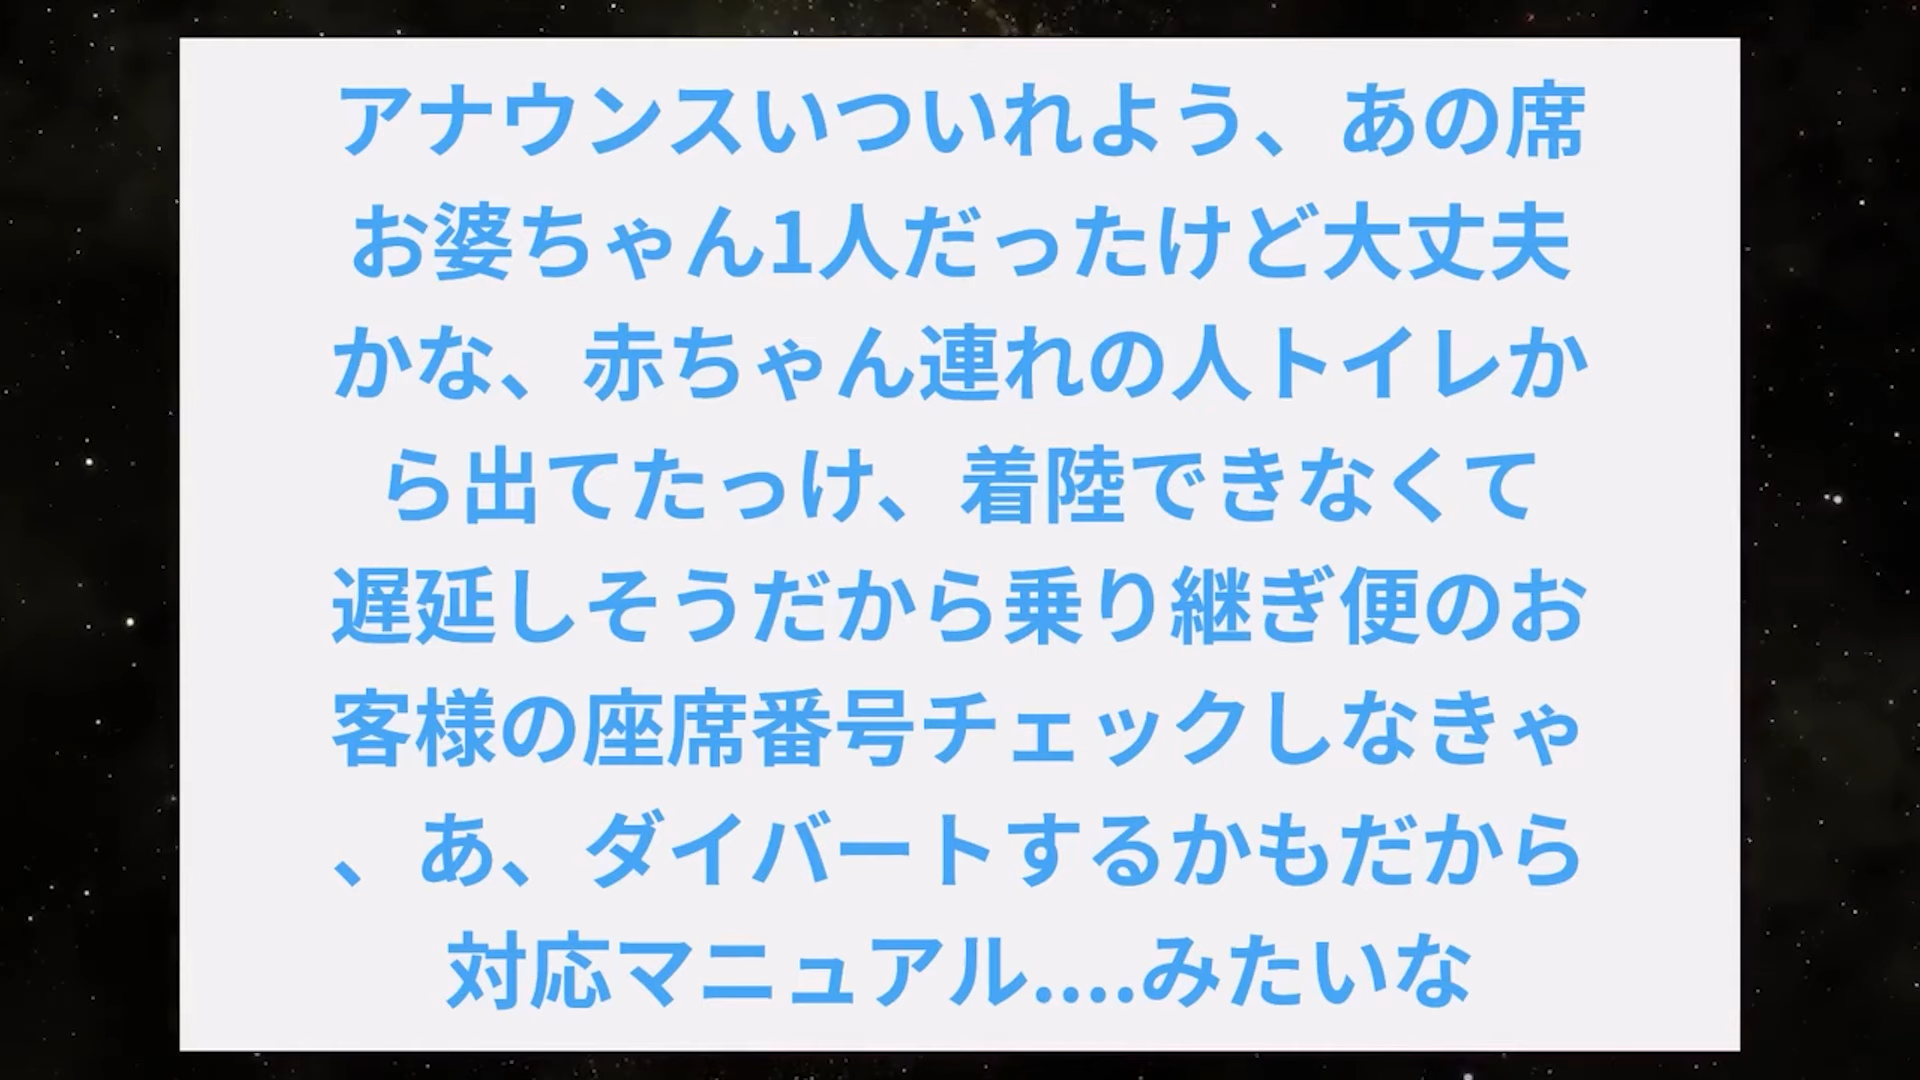 アナウンスいついれよう、あの席
お婆ちゃん1人だったけど大丈夫
かな、赤ちゃん連れの人トイレか
ら出てたっけ、着陸できなくて
遅延しそうだから乗り継ぎ便のお
客様の座席番号チェックしなきゃ
、あ、ダイバートするかもだから
対応マニュアル....みたいな